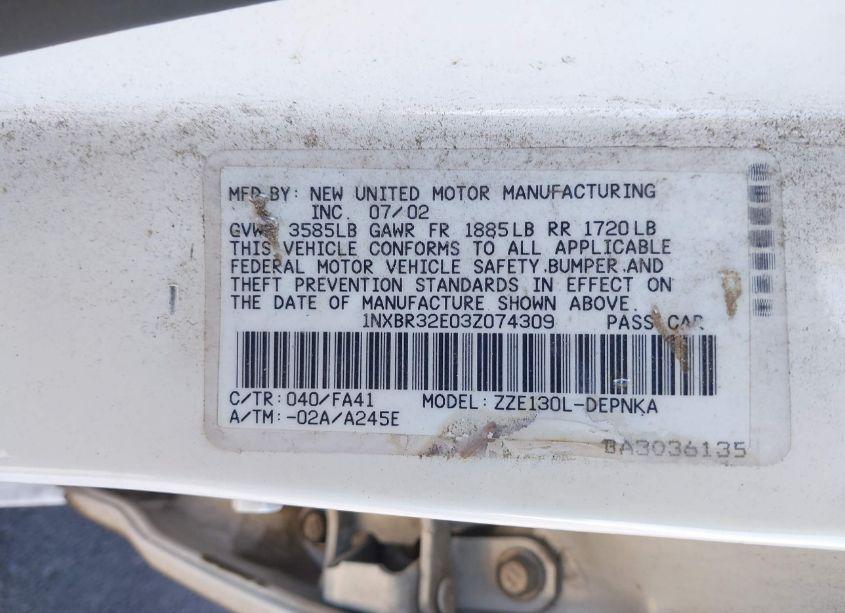 MFD BY: NEW UNITED MOTOR MANUFACTURING
INC. 07/02
GVWR 3585LB GAWR FR 1885LB RR 1720LB
THIS VEHICLE CONFORMS TO ALL APPLICABLE
FEDERAL MOTOR VEHICLE SAFETY.BUMPER.AND
THEFT PREVENTION STANDARDS IN EFFECT ON
THE DATE OF MANUFACTURE SHOWN ABOVE.
1NXBR32E03Z074309 PASS. CAR
C/TR: 040/FA41 MODEL: ZZE130L-DEPNKA
A/TM: -02A/A245E
BA3036135